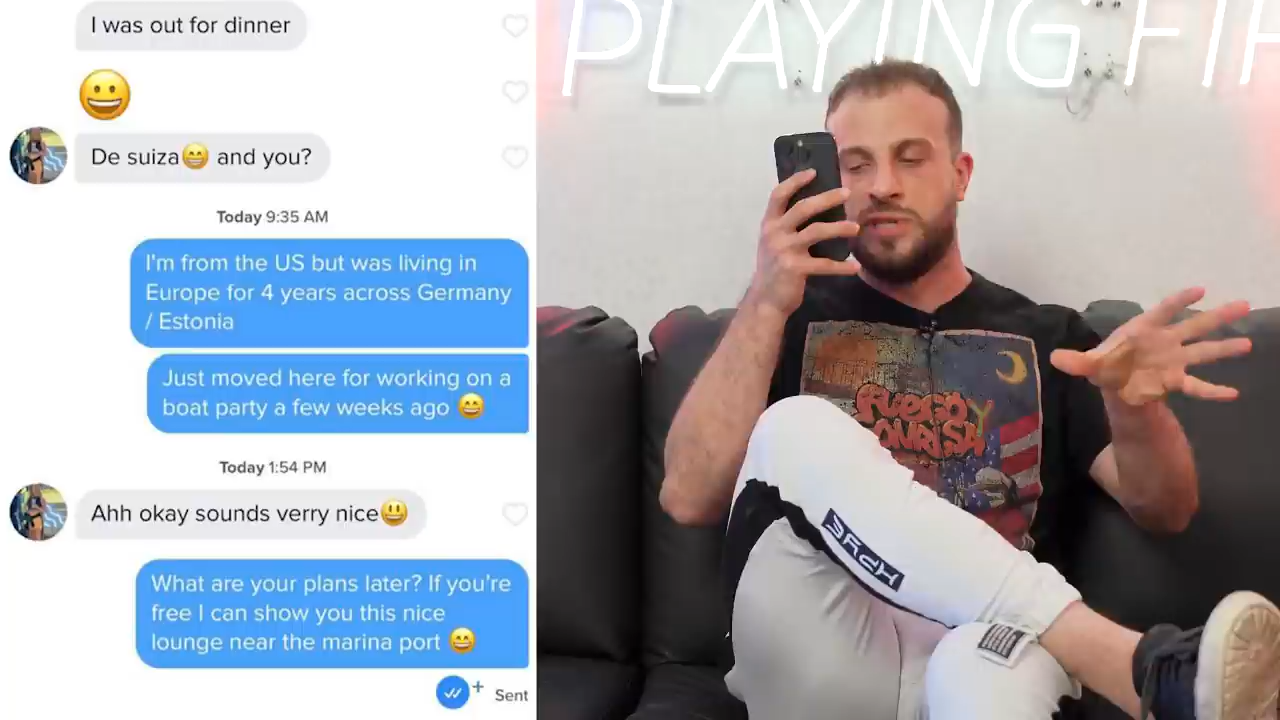 I was out for dinner
😀
De suiza😁 and you?
Today 9:35 AM
I'm from the US but was living in
Europe for 4 years across Germany
/ Estonia
Just moved here for working on a
boat party a few weeks ago 😄
Today 1:54 PM
Ahh okay sounds verry nice😃
What are your plans later? If you're
free I can show you this nice
lounge near the marina port 😄
Sent
PLAYING
FUEGO Y
HPYE